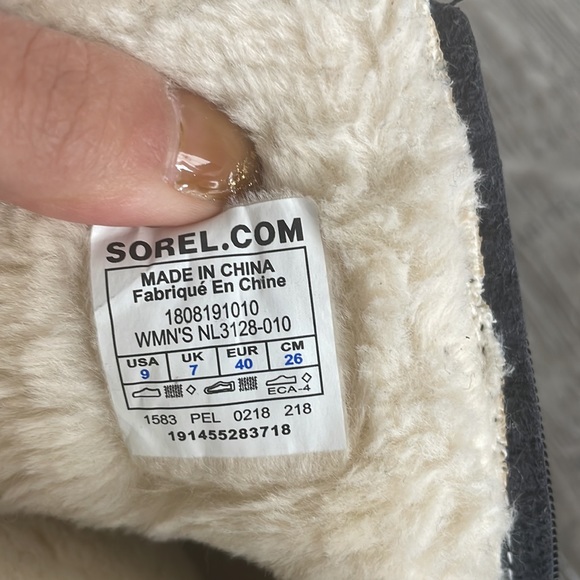 SOREL.COM
MADE IN CHINA
Fabriqué En Chine
1808191010
WMN'S NL3128-010
USA UK EUR CM
9 7 40 26
ECA-4
1583 PEL 0218 218
191455283718